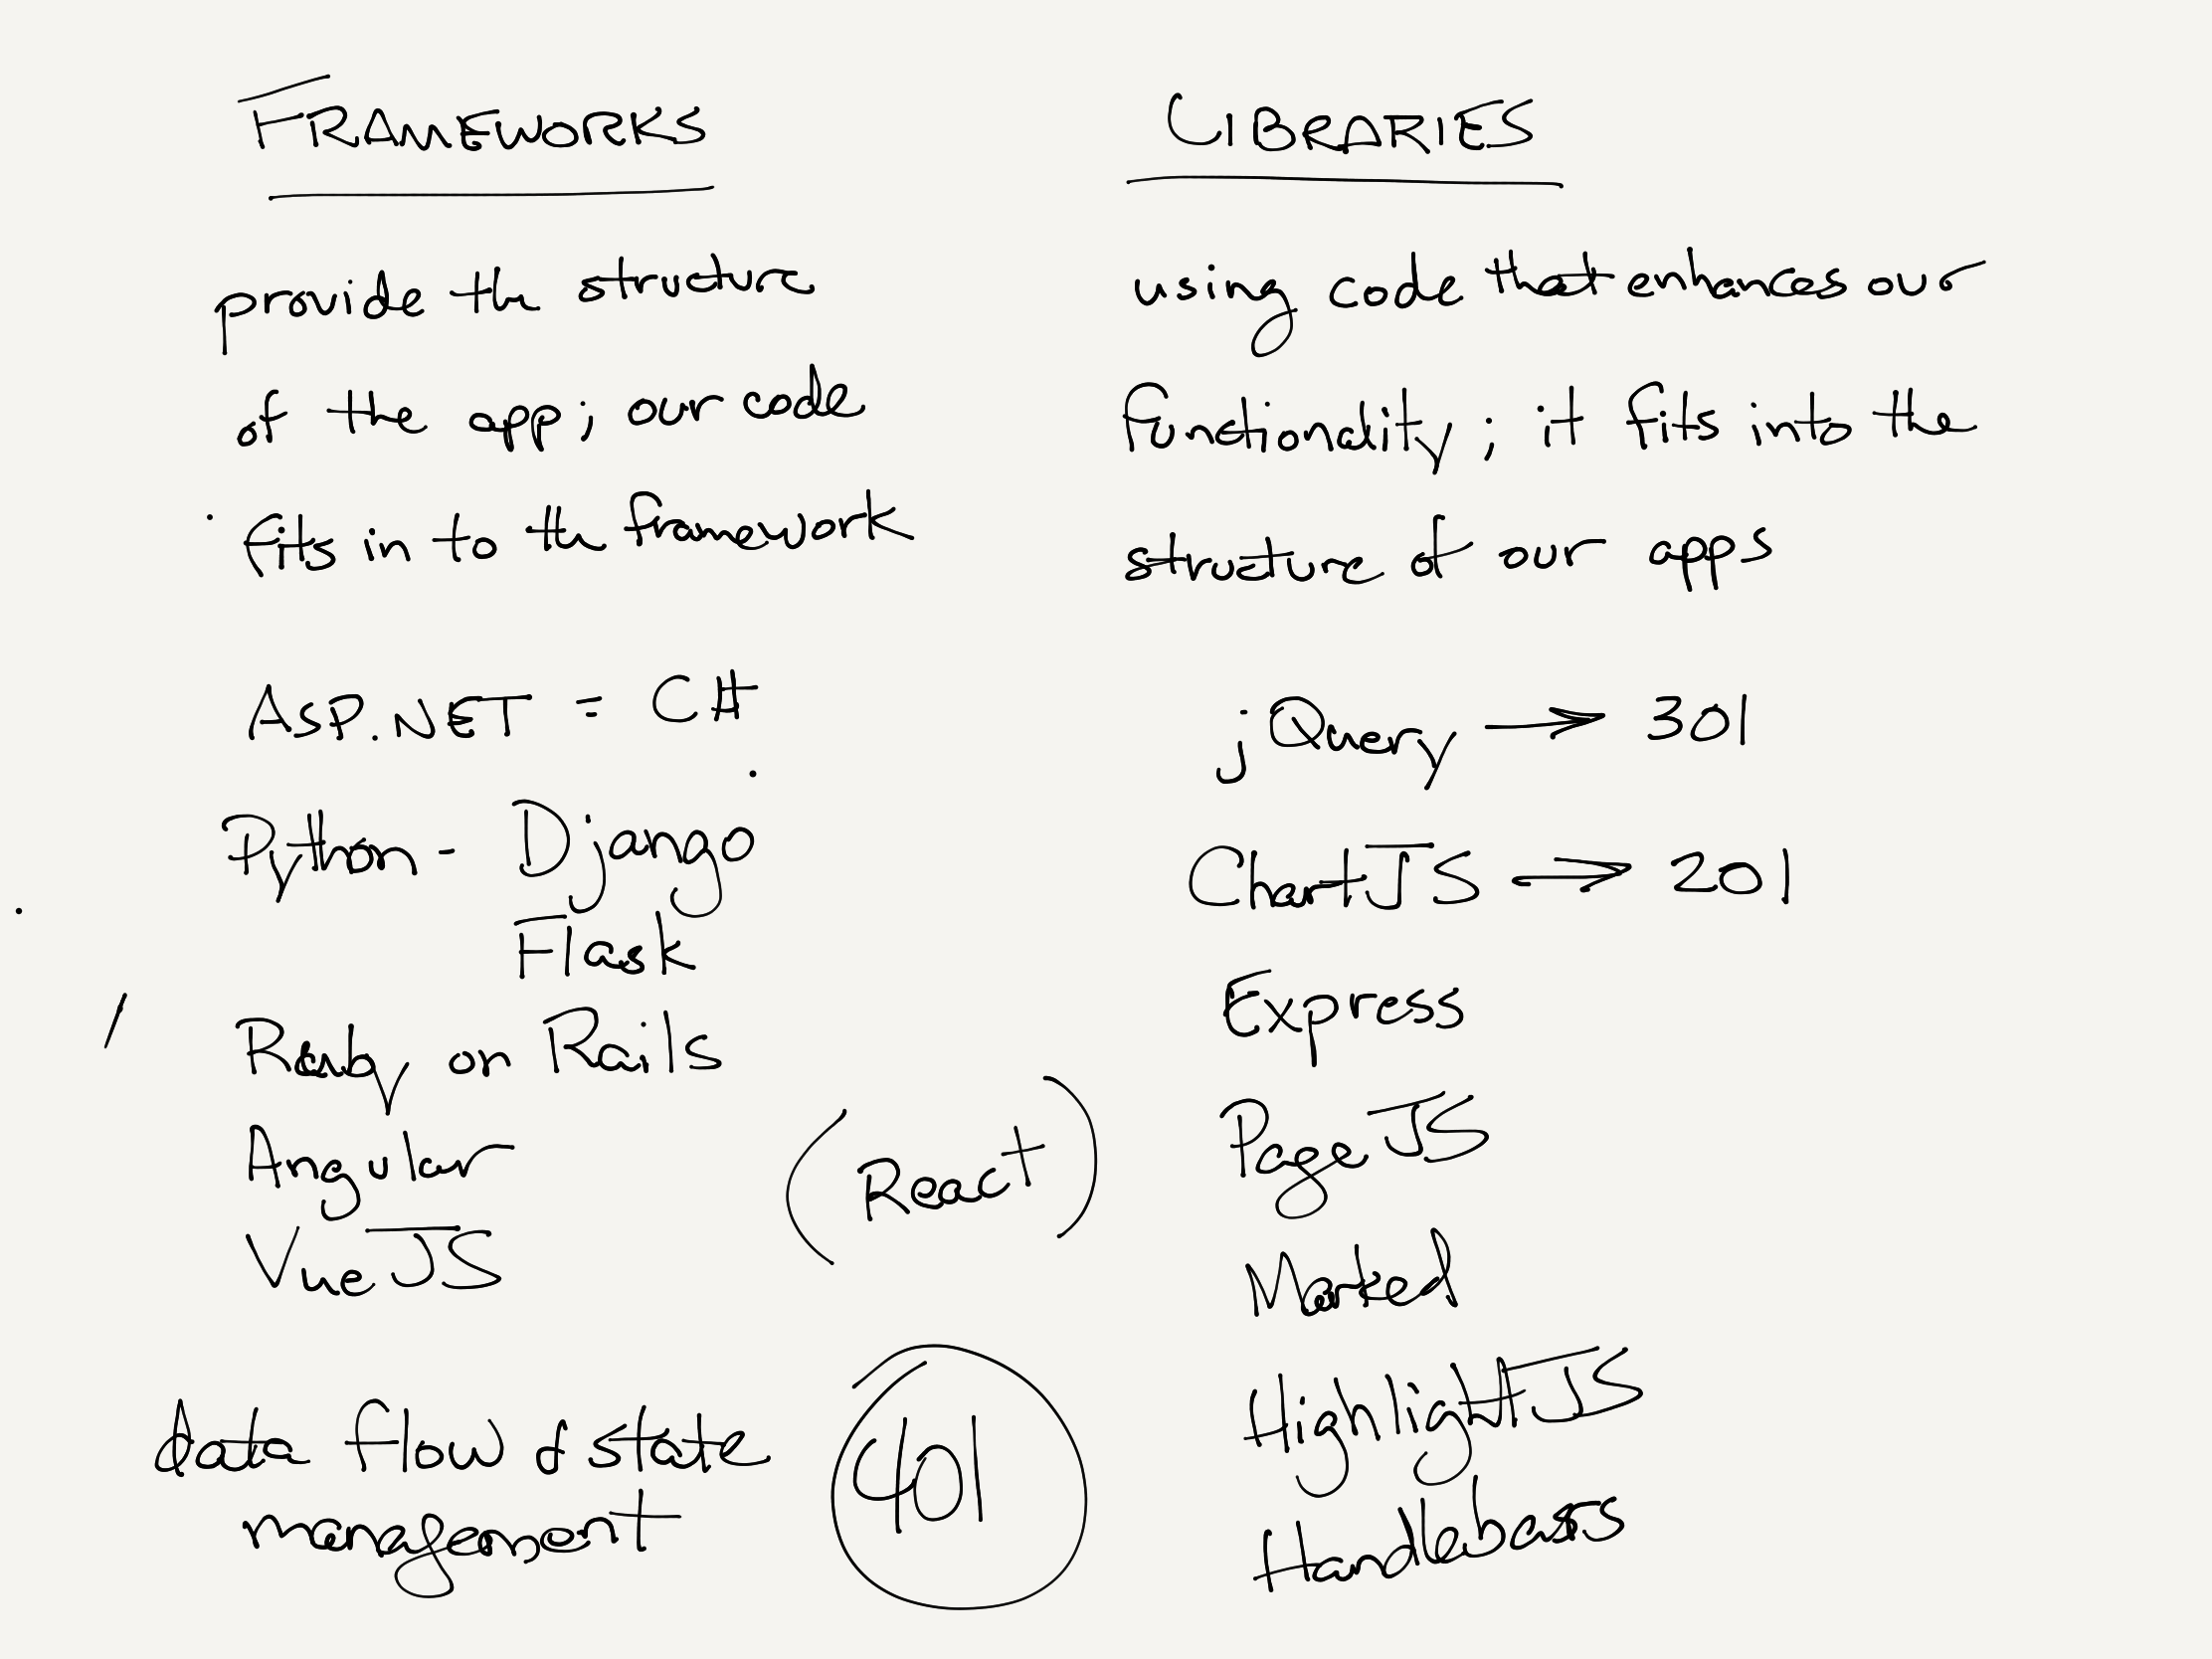 FRAMEWORKS
provide the structure
of the app; our code
fits in to the framework
ASP.NET = C#
Python - Django
Flask
Ruby on Rails
Angular
VueJS
data flow & state
management
(React)
401
LIBRARIES
using code that enhances our
functionality; it fits into the
structure of our apps
jQuery → 301
ChartJS → 201
Express
PageJS
Marked
HighlightJS
Handlebars